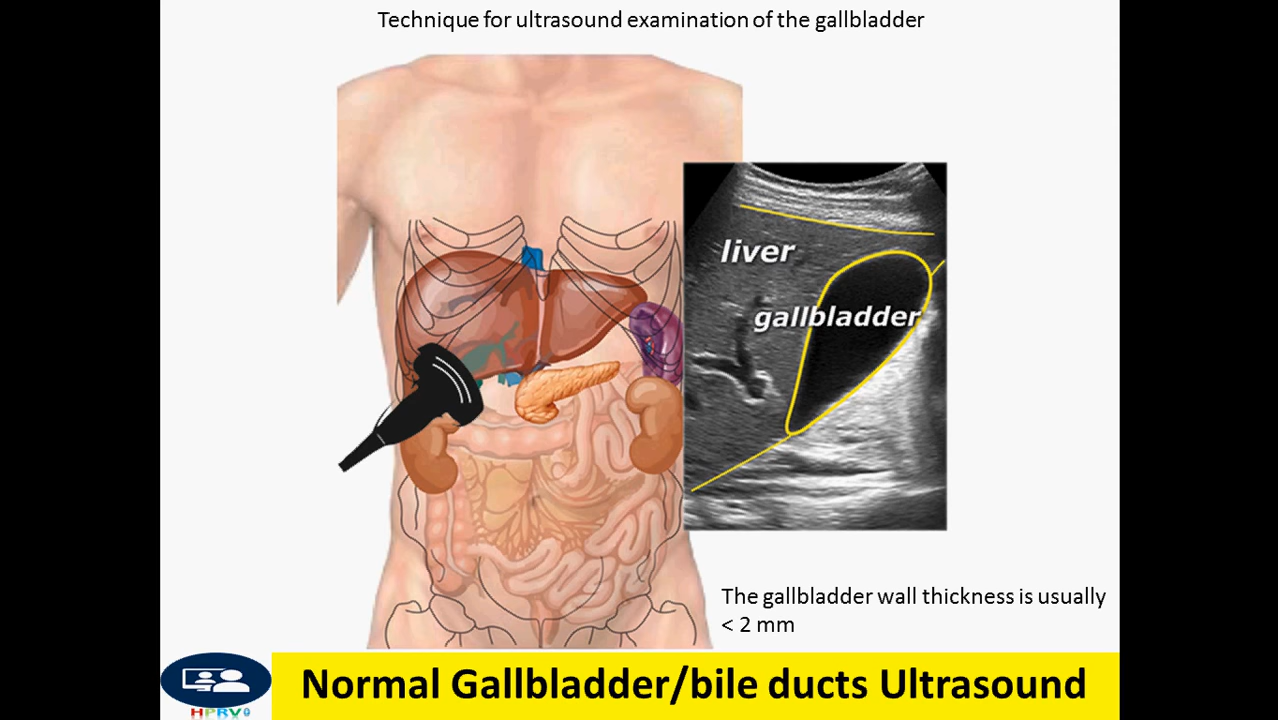 Technique for ultrasound examination of the gallbladder
liver
gallbladder
The gallbladder wall thickness is usually
< 2 mm
Normal Gallbladder/bile ducts Ultrasound
HPBV